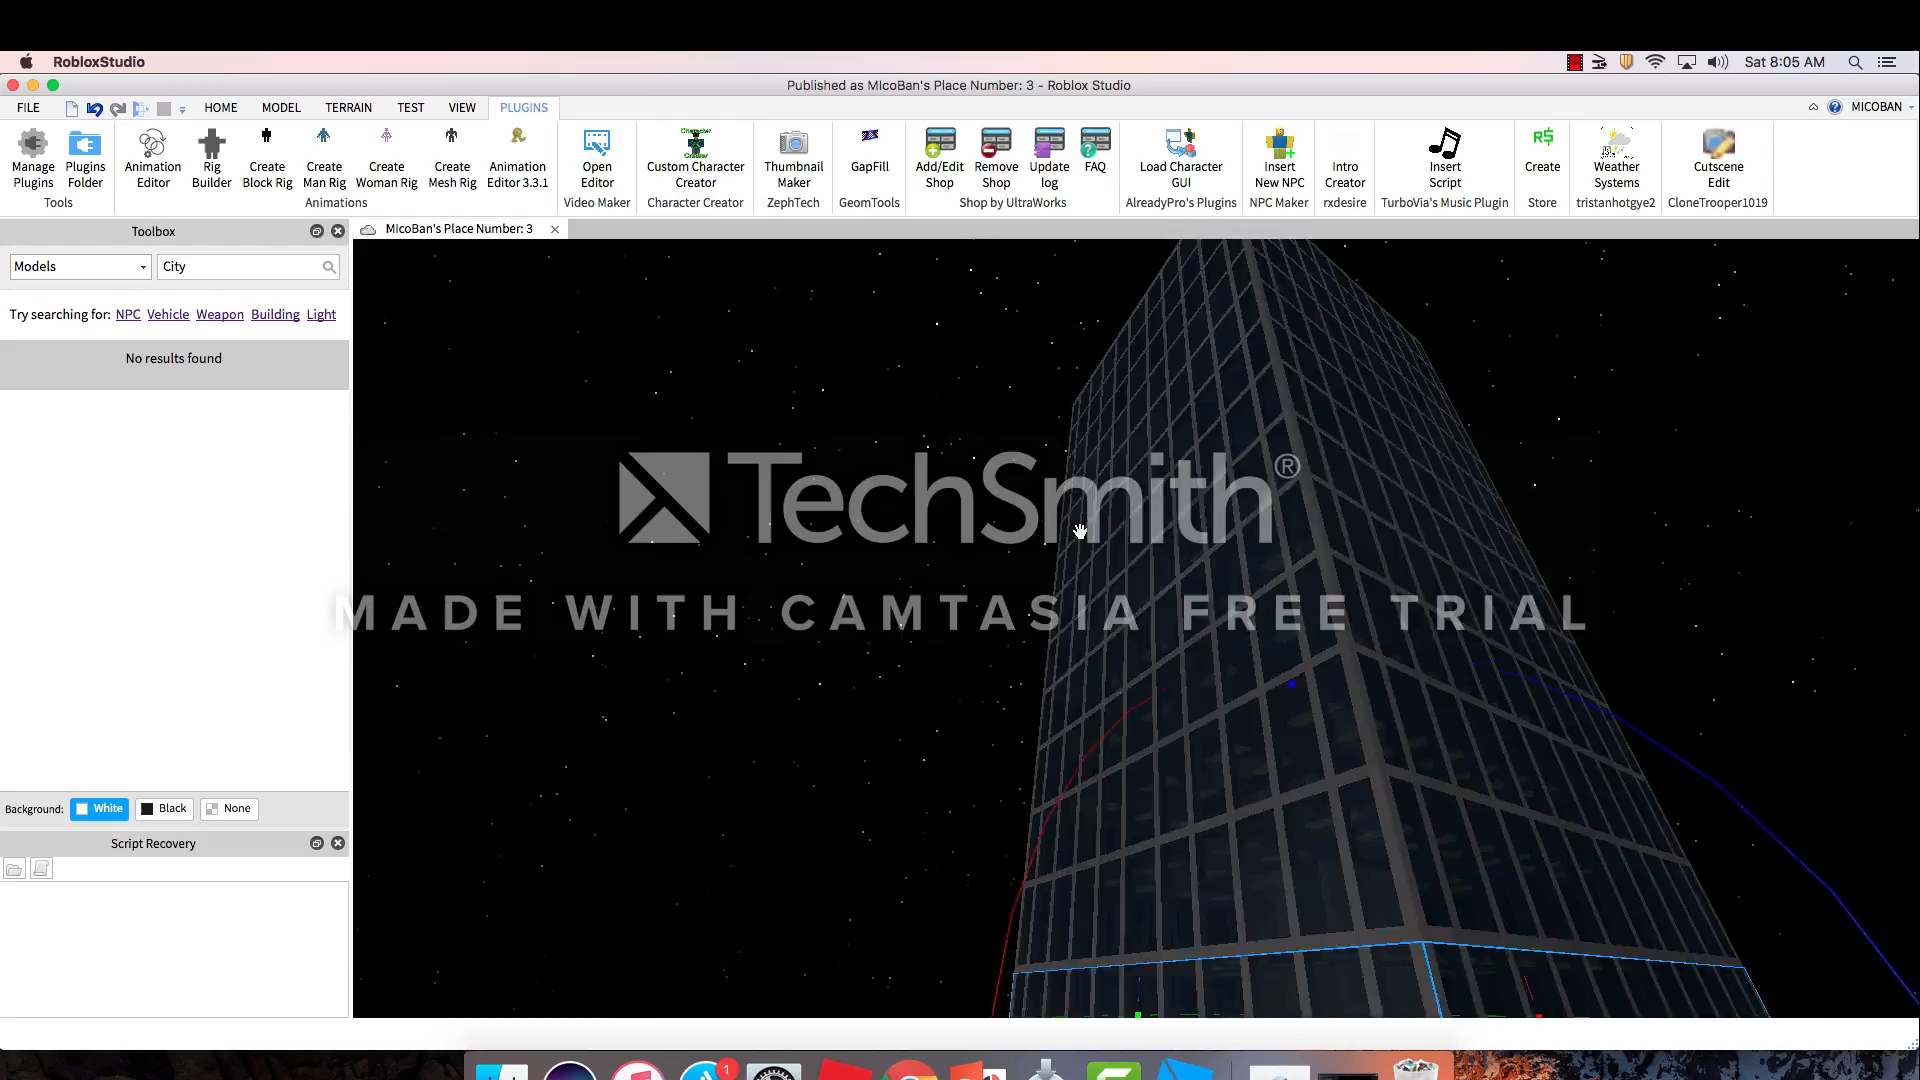 RobloxStudio
Sat 8:05 AM
Published as MIcoBan's Place Number: 3 - Roblox Studio
FILE HOME MODEL TERRAIN TEST VIEW PLUGINS MICOBAN
Manage Plugins
Plugins Folder
Tools
Animation Editor
Rig Builder
Create Block Rig
Create Man Rig
Create Woman Rig
Create Mesh Rig
Animation Editor 3.3.1
Animations
Open Editor
Video Maker
Custom Character Creator
Character Creator
Thumbnail Maker
ZephTech
GapFill
GeomTools
Add/Edit Shop
Remove Shop
Update log
FAQ
Shop by UltraWorks
Load Character GUI
AlreadyPro's Plugins
Insert New NPC
NPC Maker
Intro Creator
rxdesire
Insert Script
TurboVia's Music Plugin
R$
Create
Store
Weather Systems
tristanhotgye2
Cutscene Edit
CloneTrooper1019
Toolbox
MIcoBan's Place Number: 3
Models
City
Try searching for: NPC Vehicle Weapon Building Light
No results found
TechSmith®
MADE WITH CAMTASIA FREE TRIAL
Background: White Black None
Script Recovery
1